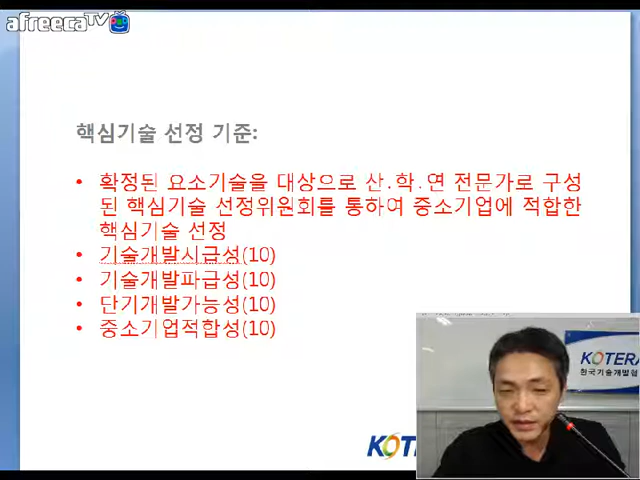 afreecaTV
핵심기술 선정 기준:
• 확정된 요소기술을 대상으로 산.학.연 전문가로 구성
된 핵심기술 선정위원회를 통하여 중소기업에 적합한
핵심기술 선정
• 기술개발시급성(10)
• 기술개발파급성(10)
• 단기개발가능성(10)
• 중소기업적합성(10)
KOTERA
한국기술개발협